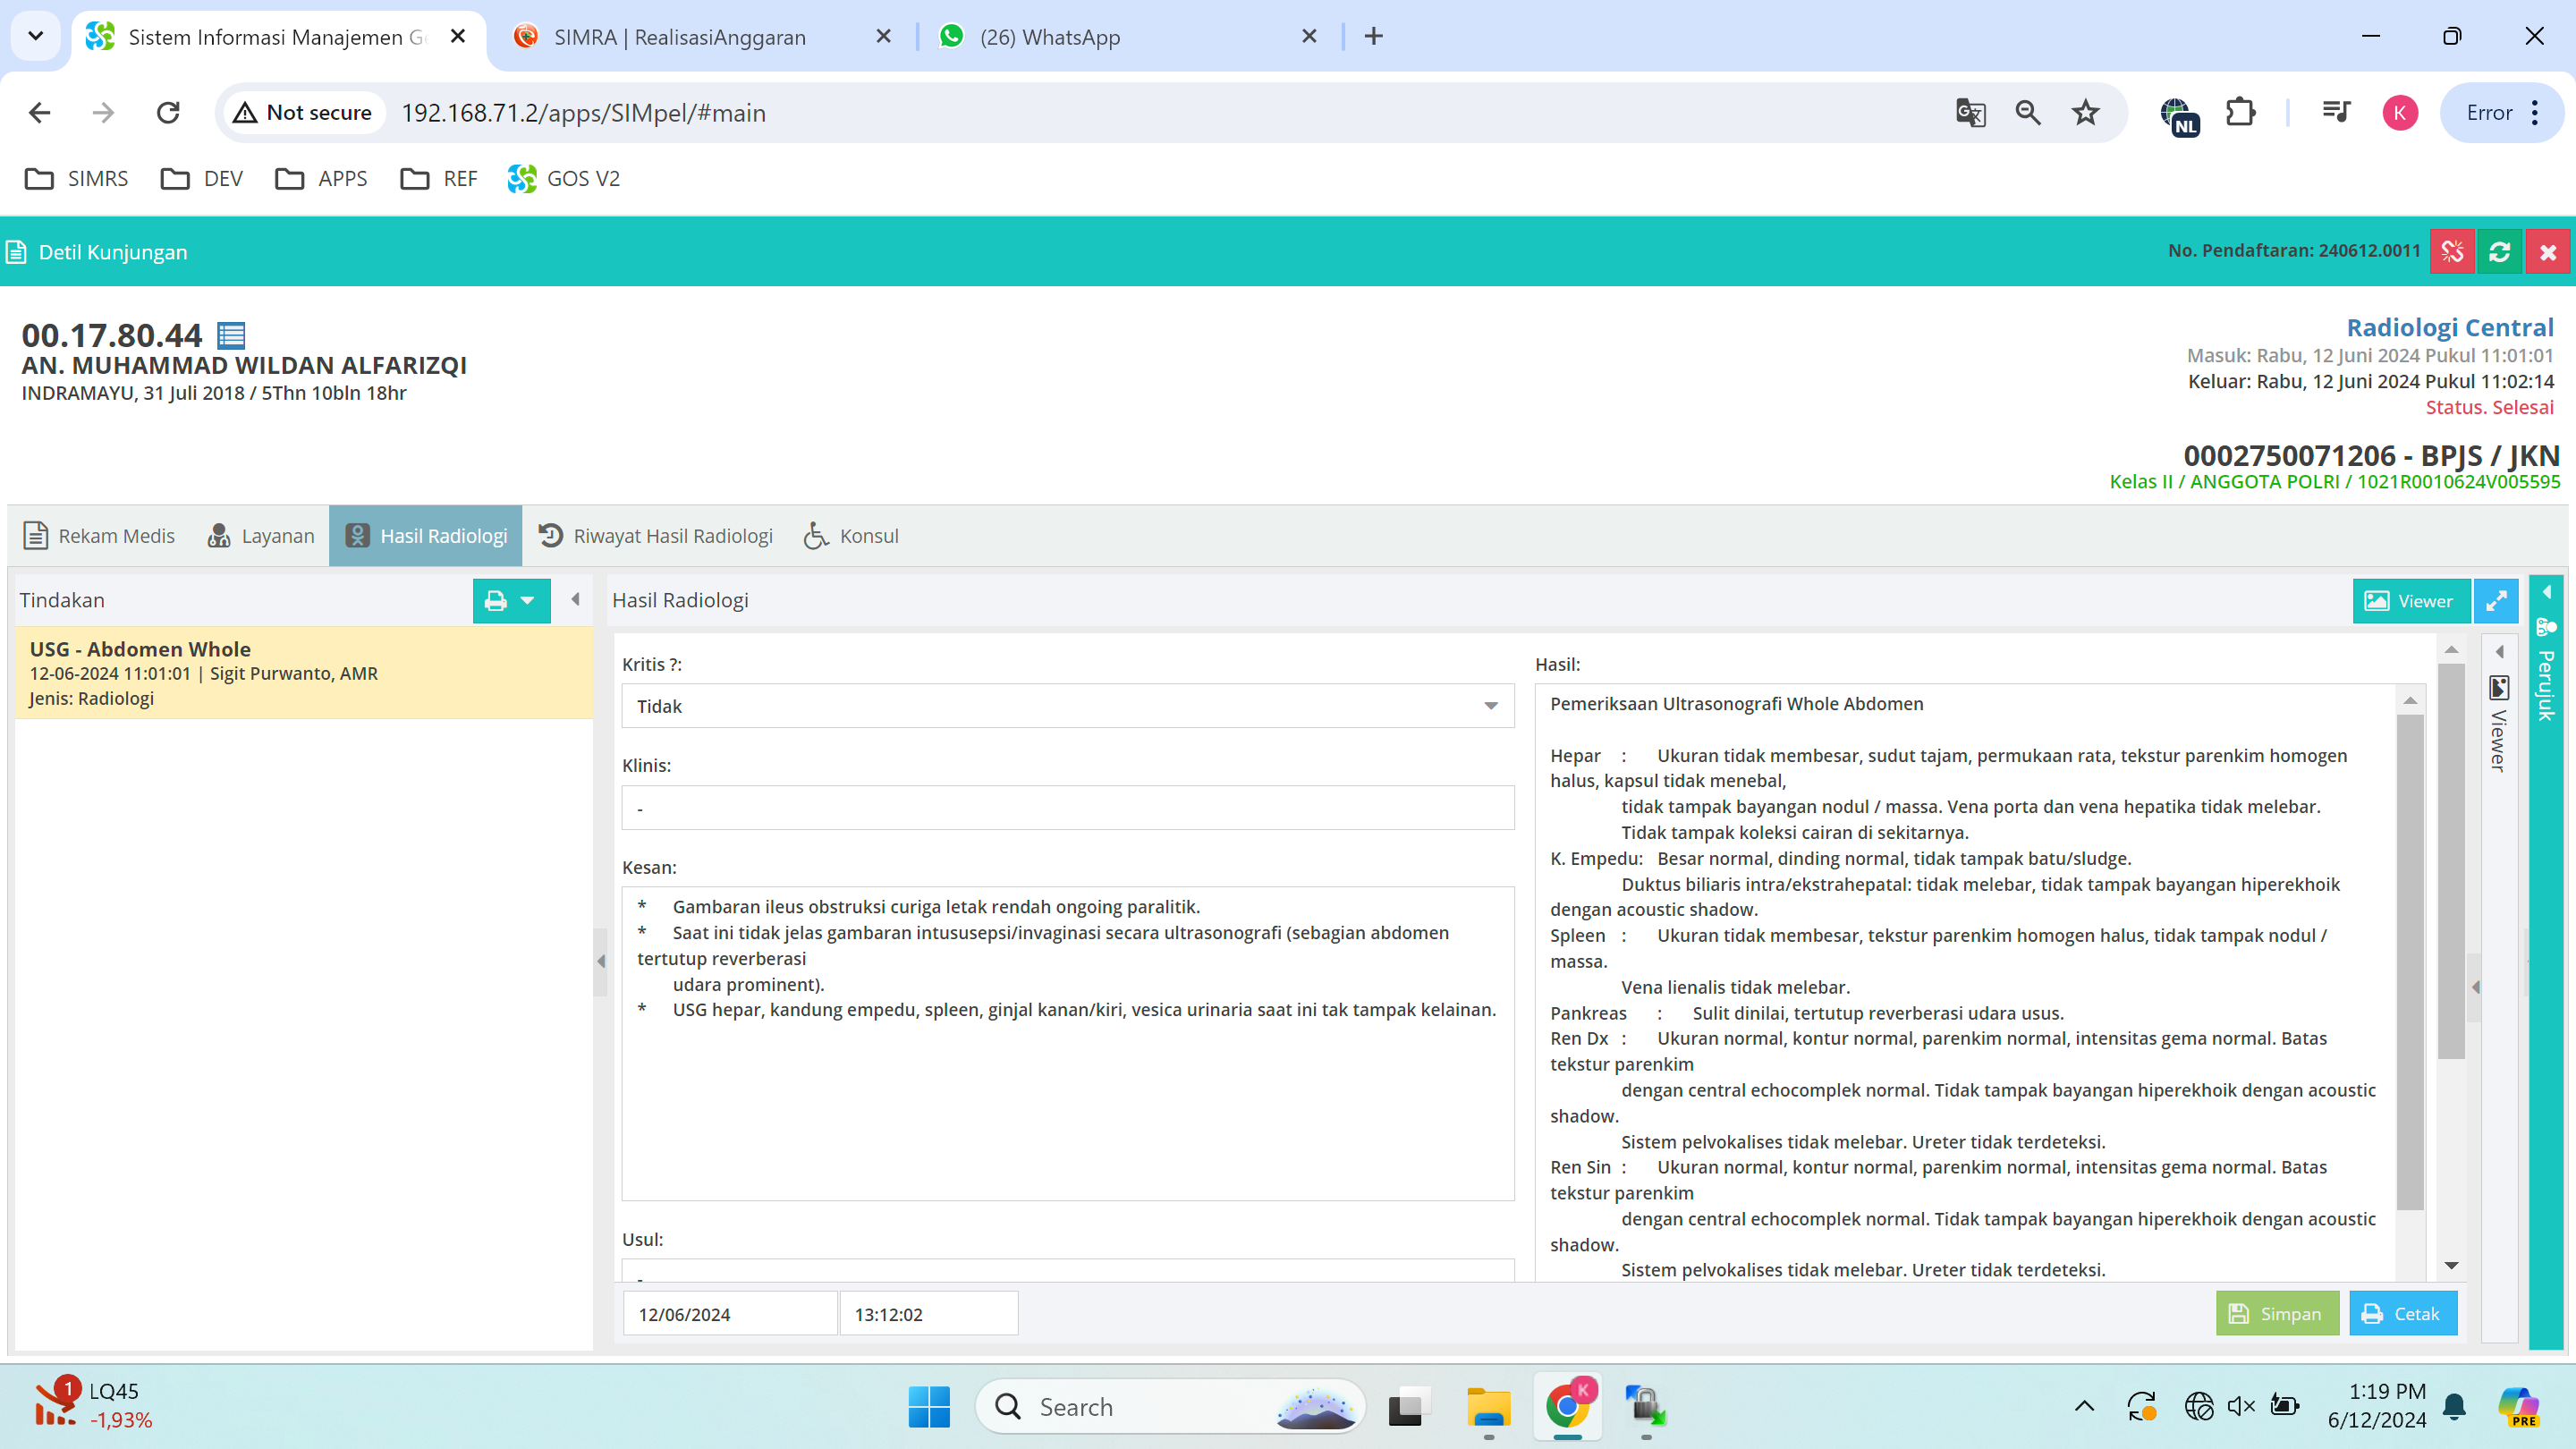 Sistem Informasi Manajemen Ge
SIMRA | RealisasiAnggaran
(26) WhatsApp
Not secure
192.168.71.2/apps/SIMpel/#main
NL
K
Error
SIMRS
DEV
APPS
REF
GOS V2
Detil Kunjungan
No. Pendaftaran: 240612.0011
00.17.80.44
AN. MUHAMMAD WILDAN ALFARIZQI
INDRAMAYU, 31 Juli 2018 / 5Thn 10bln 18hr
Radiologi Central
Masuk: Rabu, 12 Juni 2024 Pukul 11:01:01
Keluar: Rabu, 12 Juni 2024 Pukul 11:02:14
Status. Selesai
0002750071206 - BPJS / JKN
Kelas II / ANGGOTA POLRI / 1021R0010624V005595
Rekam Medis
Layanan
Hasil Radiologi
Riwayat Hasil Radiologi
Konsul
Tindakan
USG - Abdomen Whole
12-06-2024 11:01:01 | Sigit Purwanto, AMR
Jenis: Radiologi
Hasil Radiologi
Viewer
Kritis ?:
Tidak
Klinis:
-
Kesan:
* Gambaran ileus obstruksi curiga letak rendah ongoing paralitik.
* Saat ini tidak jelas gambaran intususepsi/invaginasi secara ultrasonografi (sebagian abdomen
tertutup reverberasi
udara prominent).
* USG hepar, kandung empedu, spleen, ginjal kanan/kiri, vesica urinaria saat ini tak tampak kelainan.
Usul:
-
12/06/2024
13:12:02
Hasil:
Pemeriksaan Ultrasonografi Whole Abdomen
Hepar : Ukuran tidak membesar, sudut tajam, permukaan rata, tekstur parenkim homogen
halus, kapsul tidak menebal,
tidak tampak bayangan nodul / massa. Vena porta dan vena hepatika tidak melebar.
Tidak tampak koleksi cairan di sekitarnya.
K. Empedu: Besar normal, dinding normal, tidak tampak batu/sludge.
Duktus biliaris intra/ekstrahepatal: tidak melebar, tidak tampak bayangan hiperekhoik
dengan acoustic shadow.
Spleen : Ukuran tidak membesar, tekstur parenkim homogen halus, tidak tampak nodul /
massa.
Vena lienalis tidak melebar.
Pankreas : Sulit dinilai, tertutup reverberasi udara usus.
Ren Dx : Ukuran normal, kontur normal, parenkim normal, intensitas gema normal. Batas
tekstur parenkim
dengan central echocomplek normal. Tidak tampak bayangan hiperekhoik dengan acoustic
shadow.
Sistem pelvokalises tidak melebar. Ureter tidak terdeteksi.
Ren Sin : Ukuran normal, kontur normal, parenkim normal, intensitas gema normal. Batas
tekstur parenkim
dengan central echocomplek normal. Tidak tampak bayangan hiperekhoik dengan acoustic
shadow.
Sistem pelvokalises tidak melebar. Ureter tidak terdeteksi.
Simpan
Cetak
Viewer
Perujuk
1
LQ45
-1,93%
Search
K
1:19 PM
6/12/2024
PRE